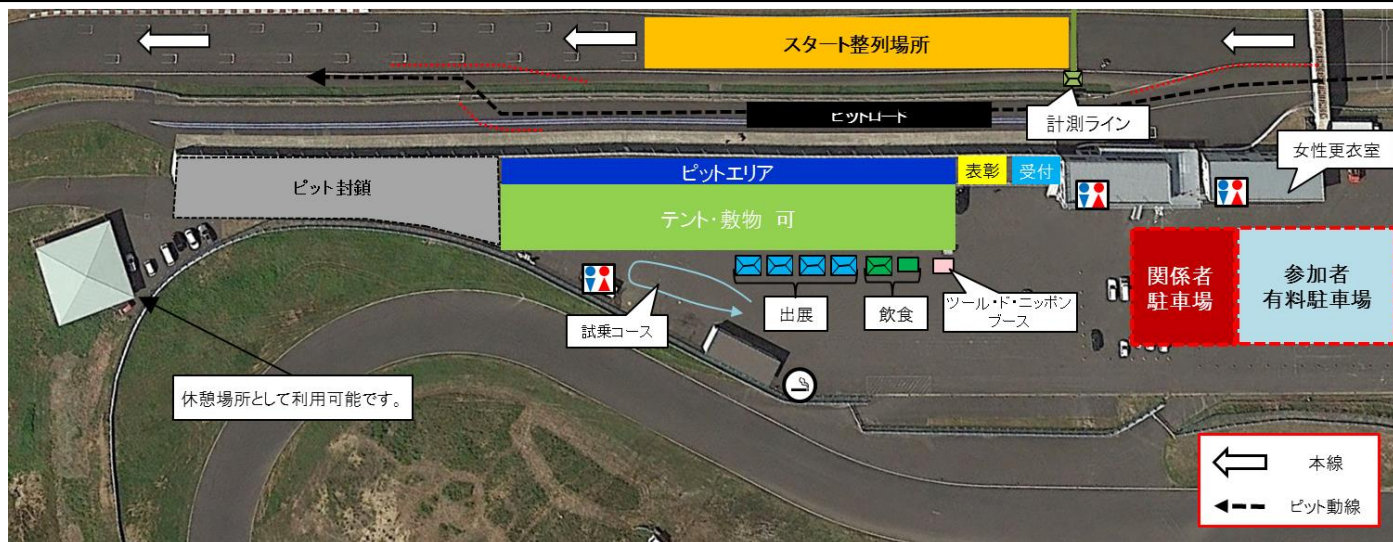 スタート整列場所
ピットロード
計測ライン
女性更衣室
ピット封鎖
ピットエリア
表彰
受付
テント・敷物 可
関係者
駐車場
参加者
有料駐車場
試乗コース
出展
飲食
ツール・ド・ニッポン
ブース
休憩場所として利用可能です。
本線
ピット動線